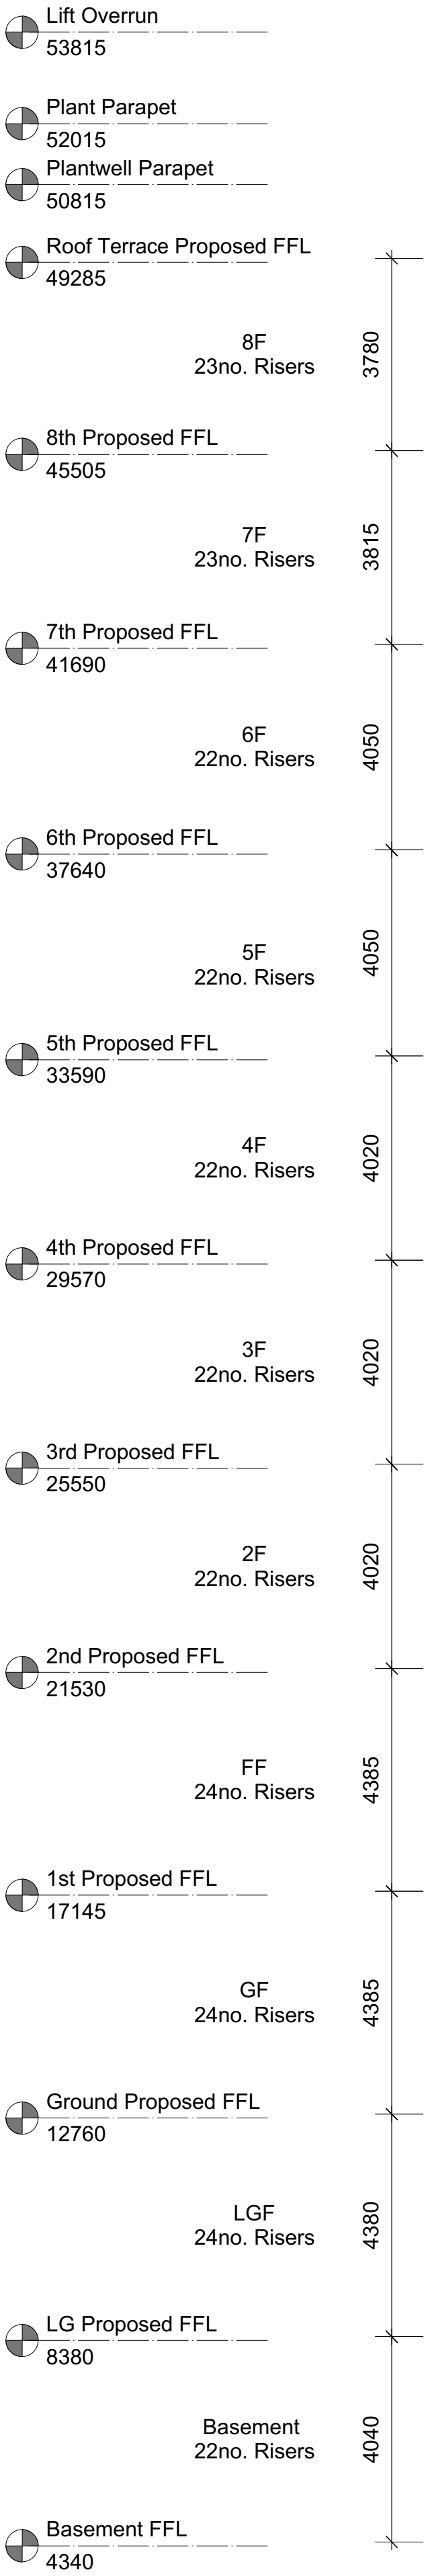 Lift Overrun
53815
Plant Parapet
52015
Plantwell Parapet
50815
Roof Terrace Proposed FFL
49285
8F
23no. Risers
3780
8th Proposed FFL
45505
7F
23no. Risers
3815
7th Proposed FFL
41690
6F
22no. Risers
4050
6th Proposed FFL
37640
5F
22no. Risers
4050
5th Proposed FFL
33590
4F
22no. Risers
4020
4th Proposed FFL
29570
3F
22no. Risers
4020
3rd Proposed FFL
25550
2F
22no. Risers
4020
2nd Proposed FFL
21530
FF
24no. Risers
4385
1st Proposed FFL
17145
GF
24no. Risers
4385
Ground Proposed FFL
12760
LGF
24no. Risers
4380
LG Proposed FFL
8380
Basement
22no. Risers
4040
Basement FFL
4340